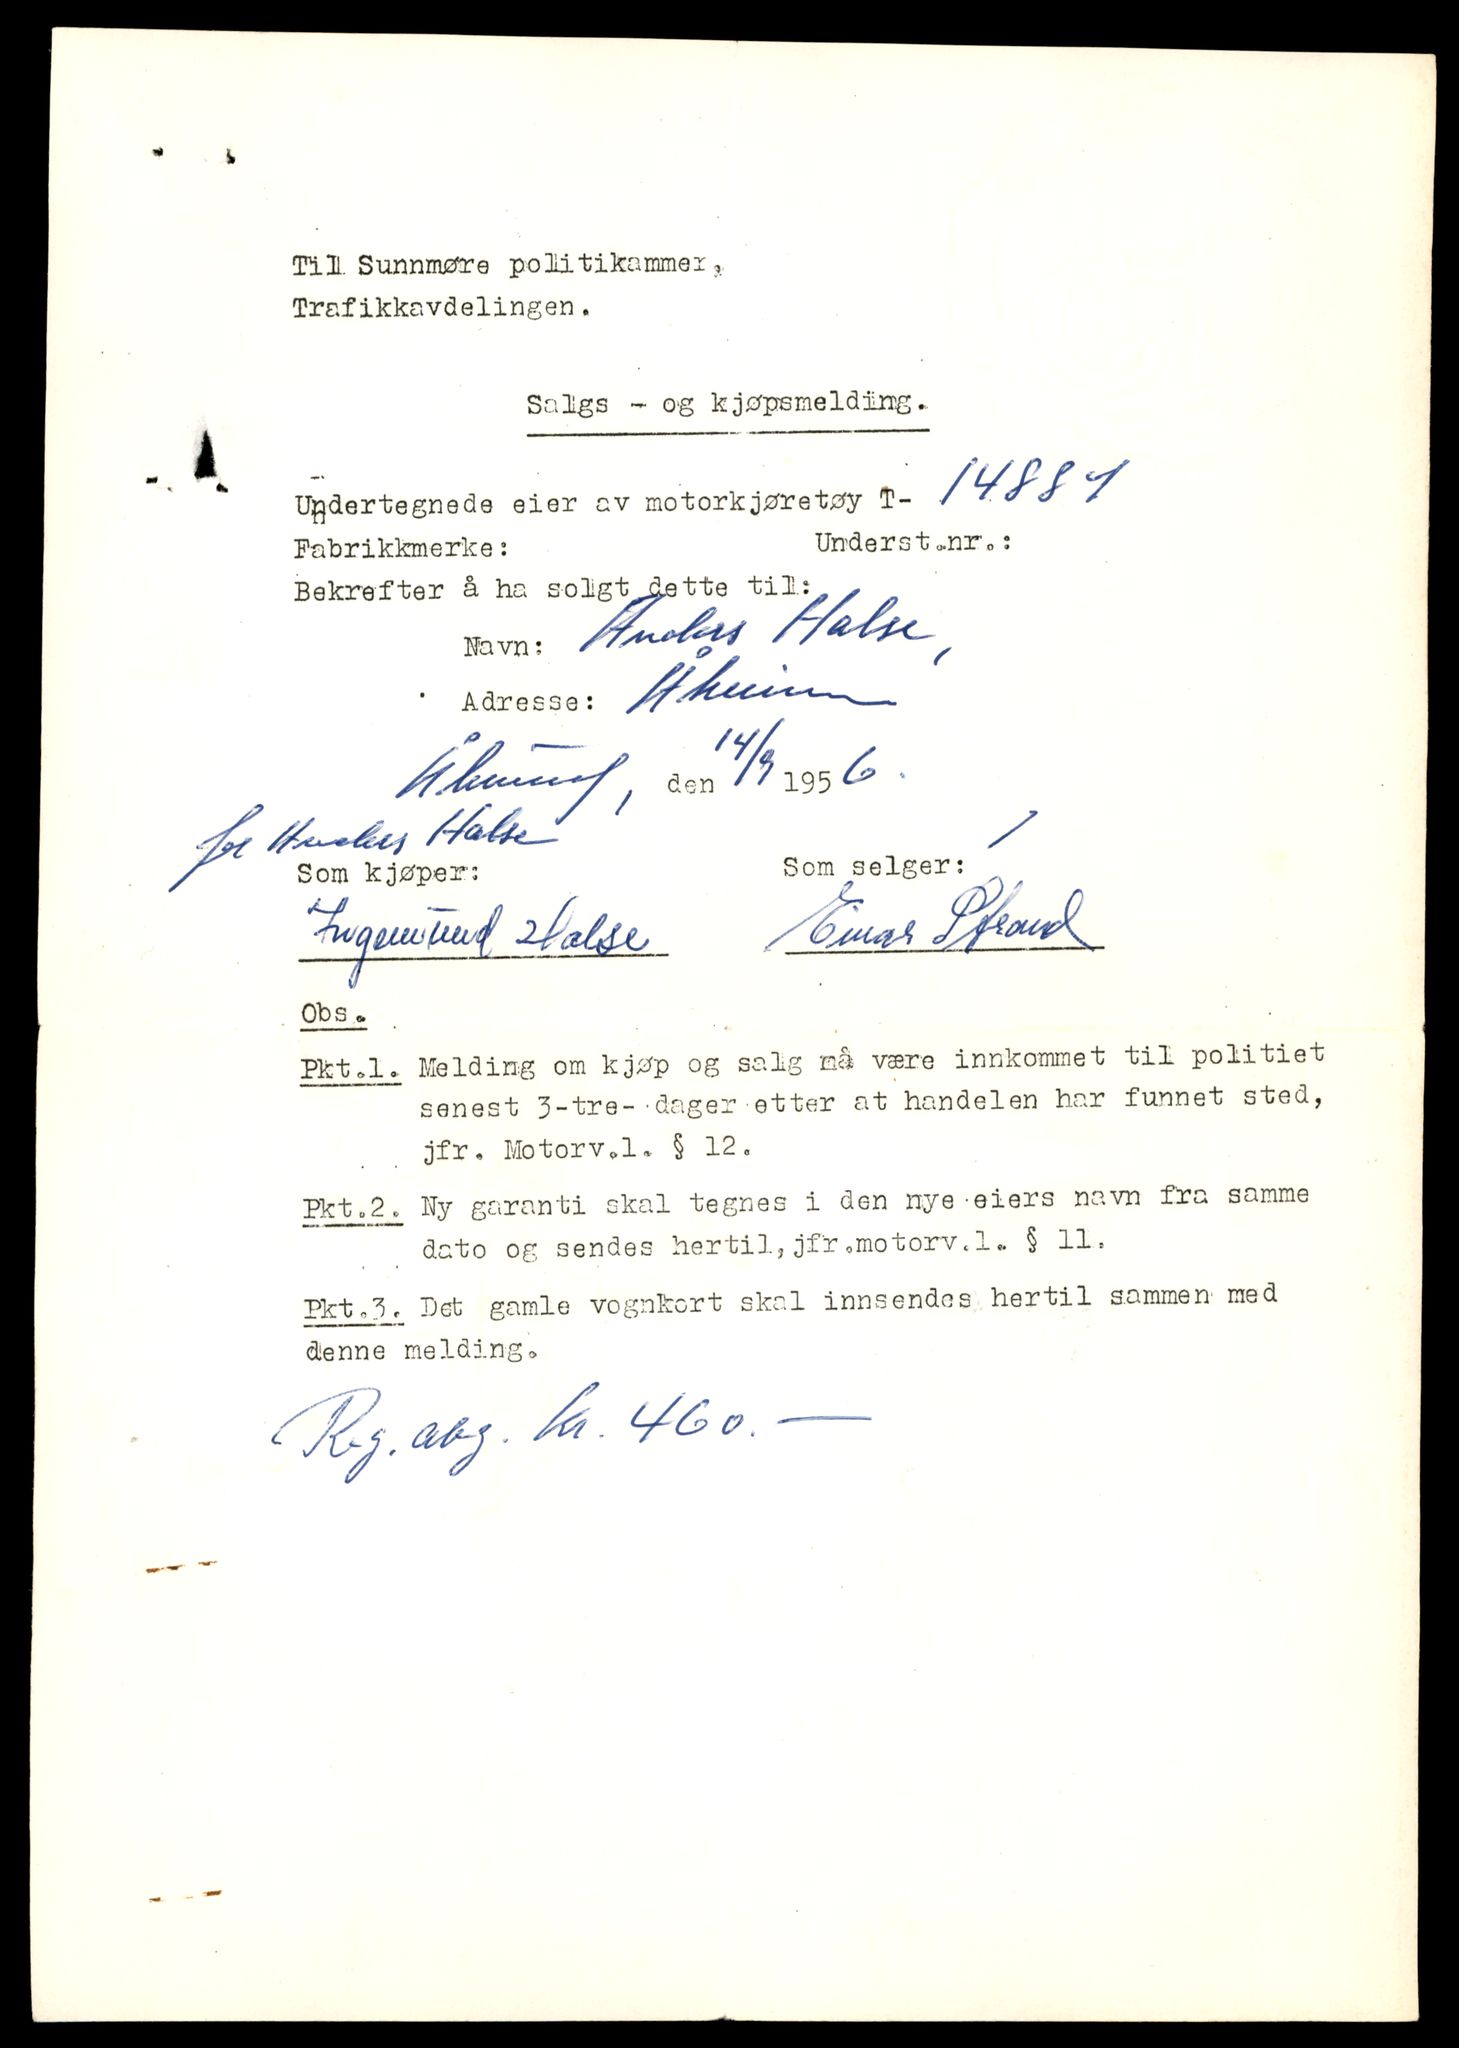 Til Sunnmøre politikammer,
Trafikkavdelingen.
Salgs - og kjøpsmelding.
Undertegnede eier av motorkjøretøy T- 14887
Fabrikkmerke: Underst.nr.:
Bekrefter å ha solgt dette til:
Navn: Anders Halse,
Adresse: Åheim
den 14/9 1956.
for Anders Halse
Som kjøper: Som selger:
Ingemund Halse Einar
Obs.
Pkt.1. Melding om kjøp og salg må være innkommet til politiet
senest 3-tre- dager etter at handelen har funnet sted,
jfr. Motorv.l. § 12.
Pkt.2. Ny garanti skal tegnes i den nye eiers navn fra samme
dato og sendes hertil, jfr.motorv.l. § 11.
Pkt.3. Det gamle vognkort skal innsendes hertil sammen med
denne melding.
Reg. avg. kr. 460.—